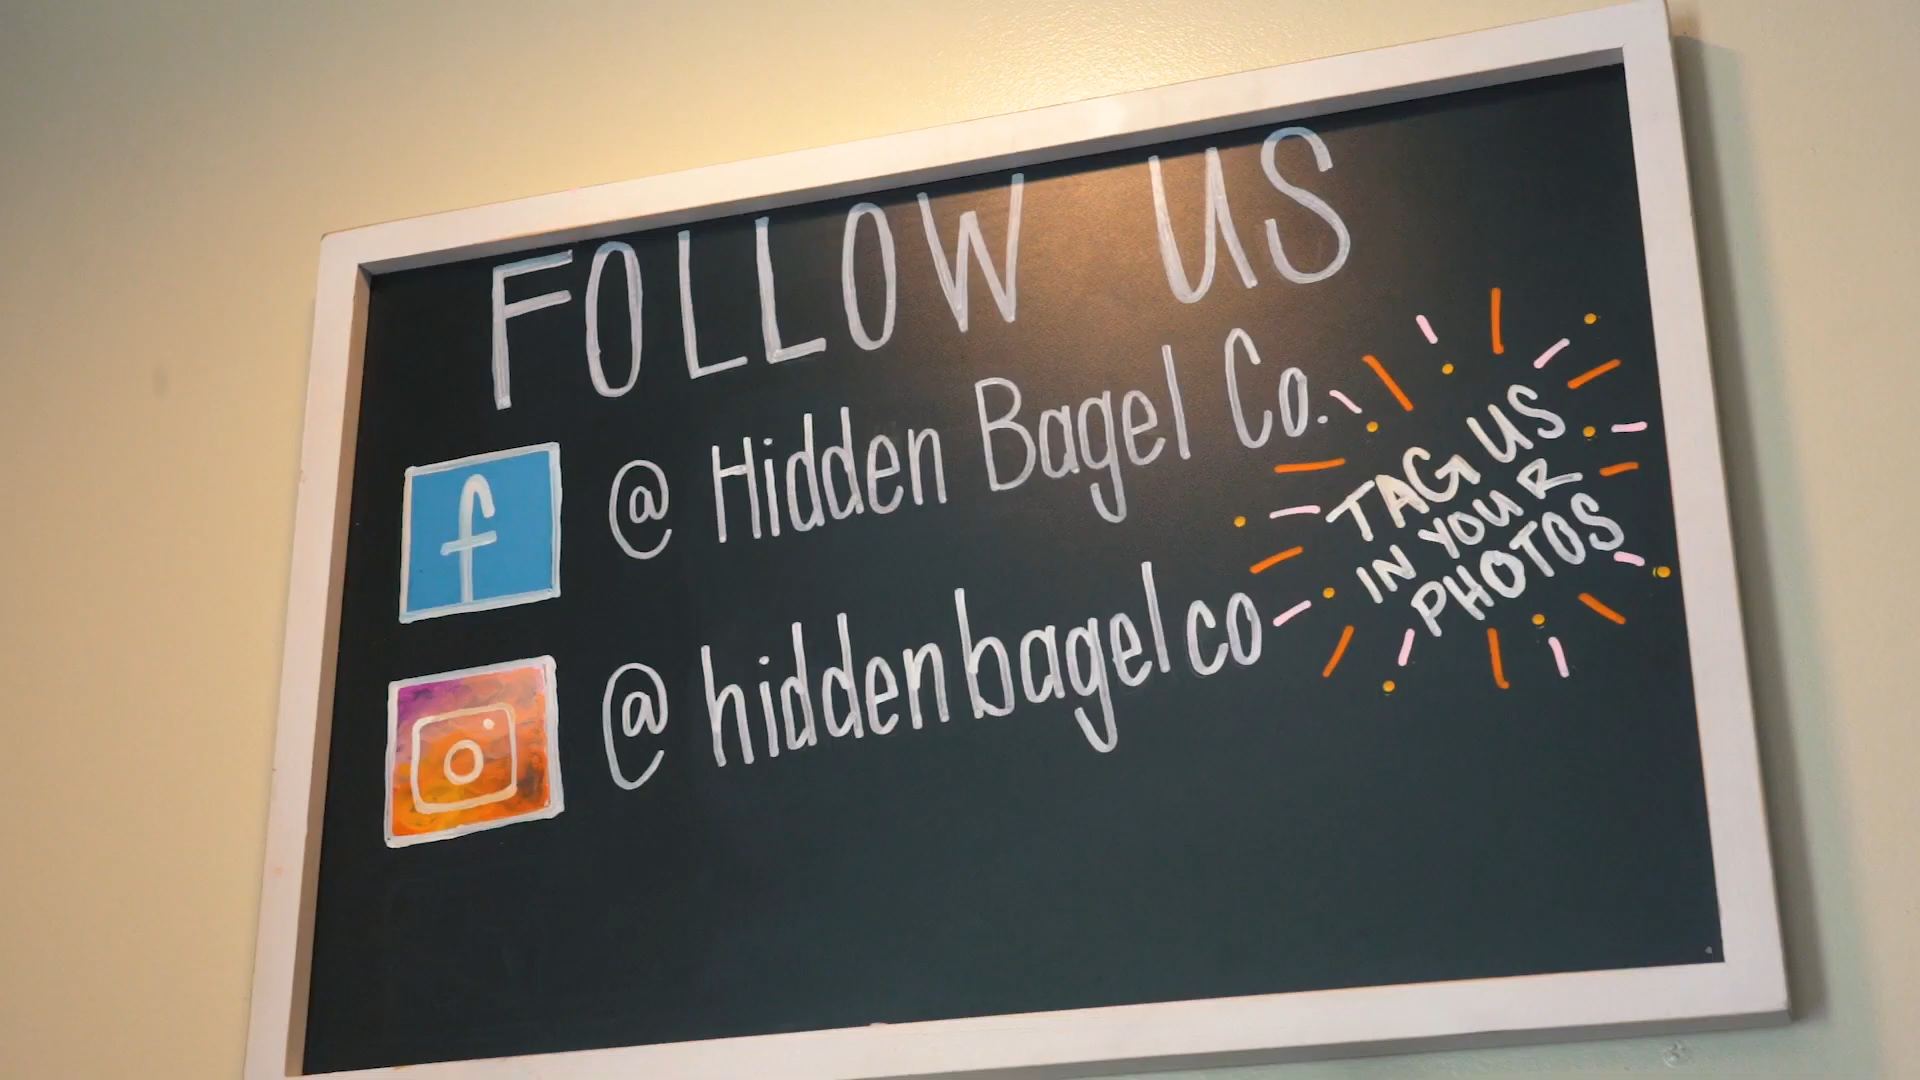 FOLLOW US
f
@ Hidden Bagel Co.
@hiddenbagelco
TAG US
IN YOUR
PHOTOS